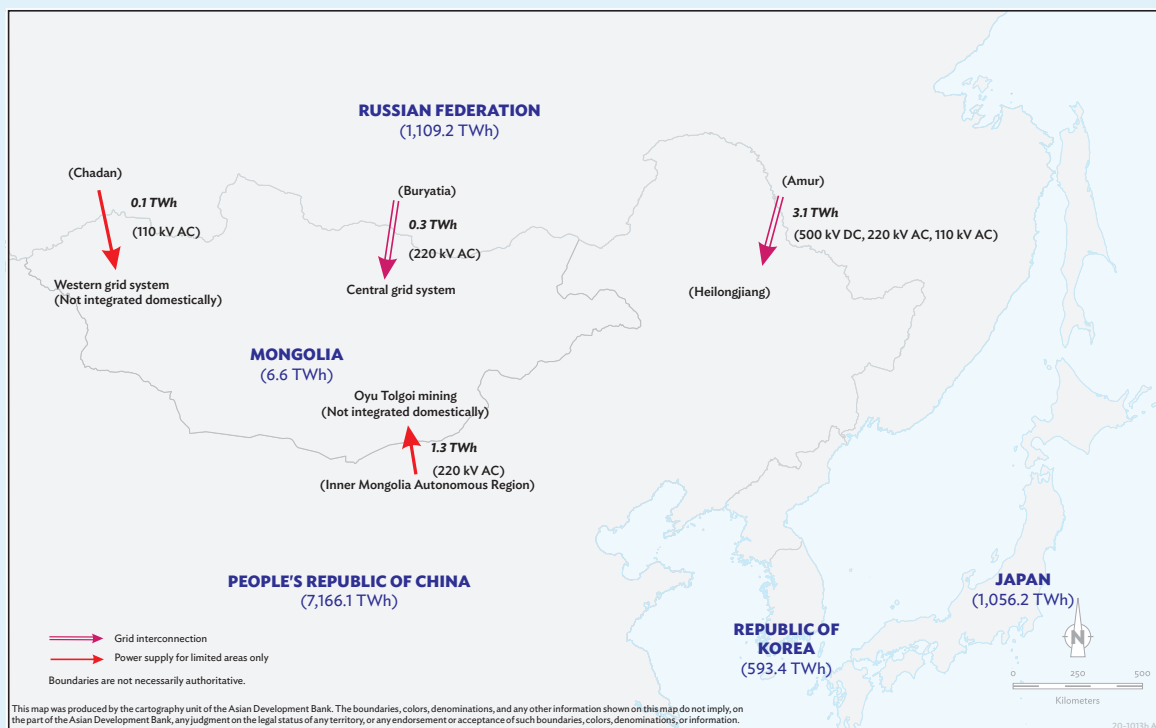 RUSSIAN FEDERATION
(1,109.2 TWh)
(Chadan)
0.1 TWh
(110 kV AC)
Western grid system
(Not integrated domestically)
(Buryatia)
0.3 TWh
(220 kV AC)
Central grid system
(Amur)
3.1 TWh
(500 kV DC, 220 kV AC, 110 kV AC)
(Heilongjiang)
MONGOLIA
(6.6 TWh)
Oyu Tolgoi mining
(Not integrated domestically)
1.3 TWh
(220 kV AC)
(Inner Mongolia Autonomous Region)
PEOPLE'S REPUBLIC OF CHINA
(7,166.1 TWh)
JAPAN
(1,056.2 TWh)
REPUBLIC OF
KOREA
(593.4 TWh)
N
0 250 500
Kilometers
Grid interconnection
Power supply for limited areas only
Boundaries are not necessarily authoritative.
This map was produced by the cartography unit of the Asian Development Bank. The boundaries, colors, denominations, and any other information shown on this map do not imply, on
the part of the Asian Development Bank, any judgment on the legal status of any territory, or any endorsement or acceptance of such boundaries, colors, denominations, or information.